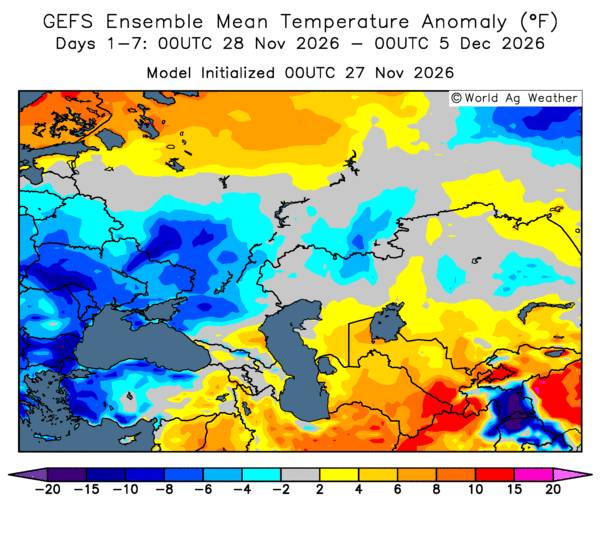 GEFS Ensemble Mean Temperature Anomaly (°F)
Days 1-7: 00UTC 28 Nov 2026 - 00UTC 5 Dec 2026
Model Initialized 00UTC 27 Nov 2026
© World Ag Weather
-20 -15 -10 -8 -6 -4 -2 2 4 6 8 10 15 20